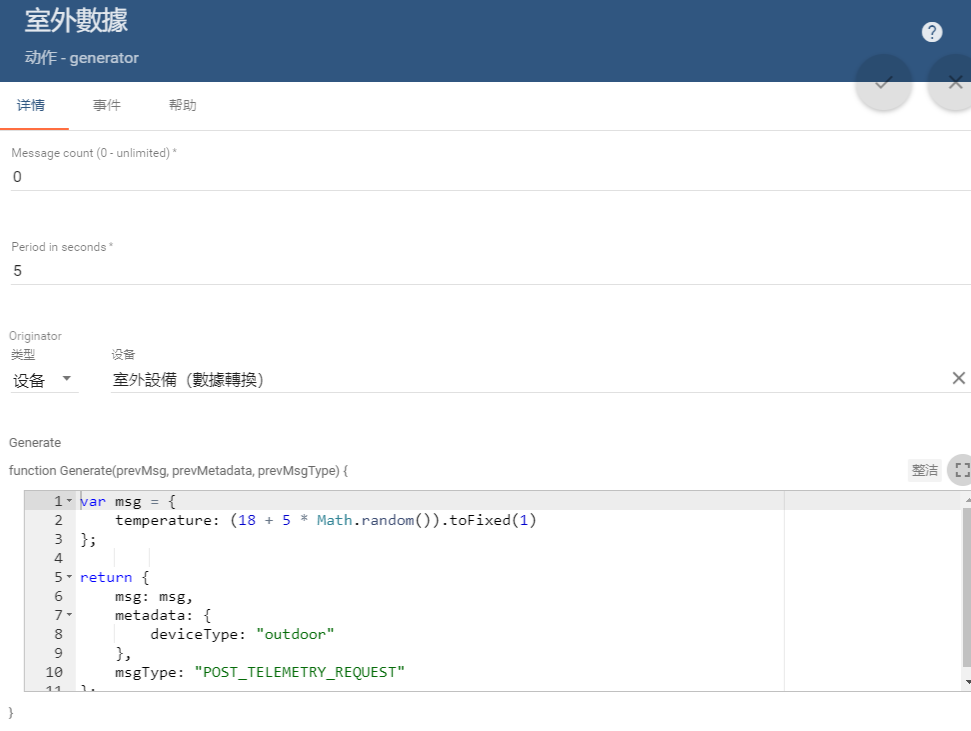 室外數據
动作 - generator
详情 事件 帮助
Message count (0 - unlimited) *
0
Period in seconds *
5
Originator
类型 设备
设备 室外設備（數據轉換）
Generate
function Generate(prevMsg, prevMetadata, prevMsgType) {
整洁
1 var msg = {
2 temperature: (18 + 5 * Math.random()).toFixed(1)
3 };
4
5 return {
6 msg: msg,
7 metadata: {
8 deviceType: "outdoor"
9 },
10 msgType: "POST_TELEMETRY_REQUEST"
11 };
}